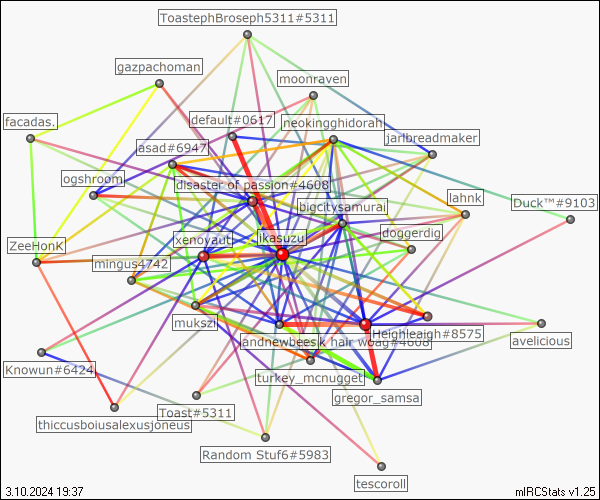 ToastephBroseph5311#5311
gazpachoman
moonraven
facadas.
default#0617
neokingghidorah
jarlbreadmaker
asad#6947
ogshroom
disaster of passion#4608
bigcitysamurai
lahnk
Duck™#9103
ZeeHonk
xenoyaut
ikasuzu
doggerdig
mingus4742
mukszi
Heighleaigh#8575
andnewbees
k hair woag#4068
avelicious
Knowun#6424
turkey_mcnugget
gregor_samsa
thiccusboiusalexusjoneus
Toast#5311
Random Stuf6#5983
tescoroll
3.10.2024 19:37
mIRCStats v1.25